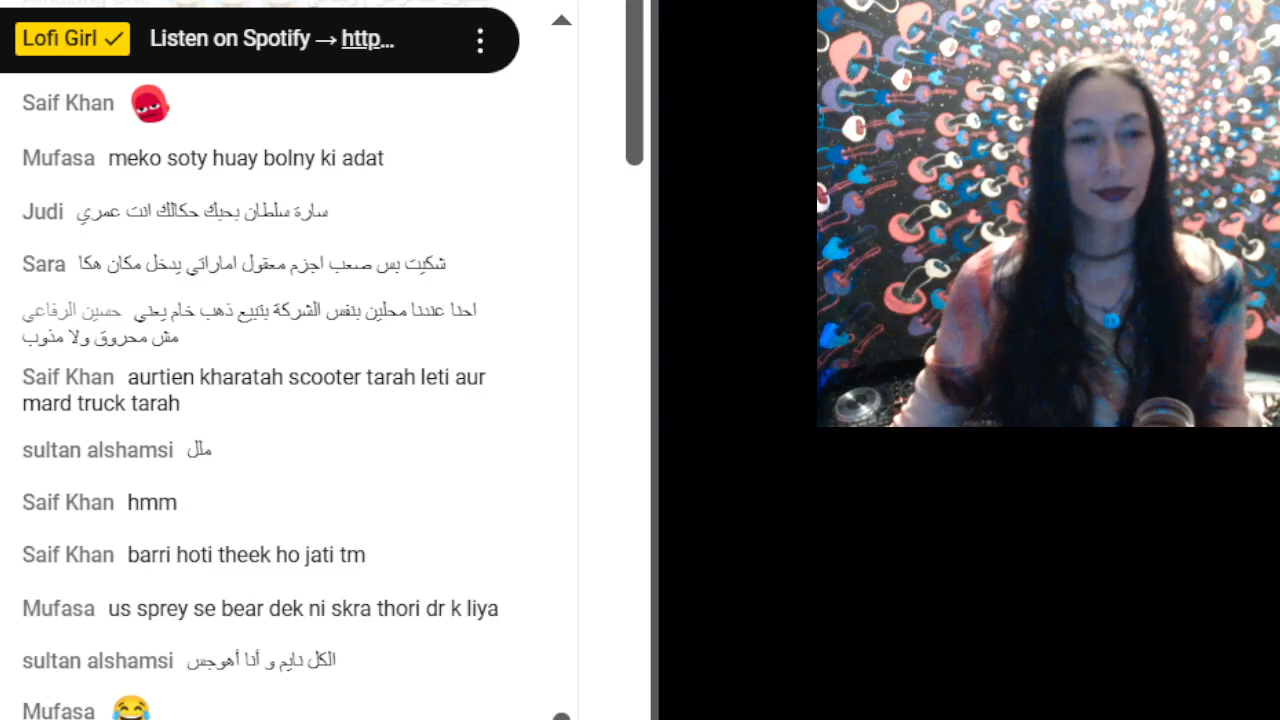 Lofi Girl Listen on Spotify → http...
Saif Khan
Mufasa meko soty huay bolny ki adat
Judi سارة سلطان بحبك حكالك انت عمري
Sara شكيت بس صعب اجزم معقول اماراتي يدخل مكان هكا
حسين الرفاعي احنا عندنا محلين بنفس الشركة بتبيع ذهب خام يعني
مش محروق ولا مذوب
Saif Khan aurtien kharatah scooter tarah leti aur
mard truck tarah
sultan alshamsi ملل
Saif Khan hmm
Saif Khan barri hoti theek ho jati tm
Mufasa us sprey se bear dek ni skra thori dr k liya
sultan alshamsi الكل نايم و أنا أهوجس
Mufasa